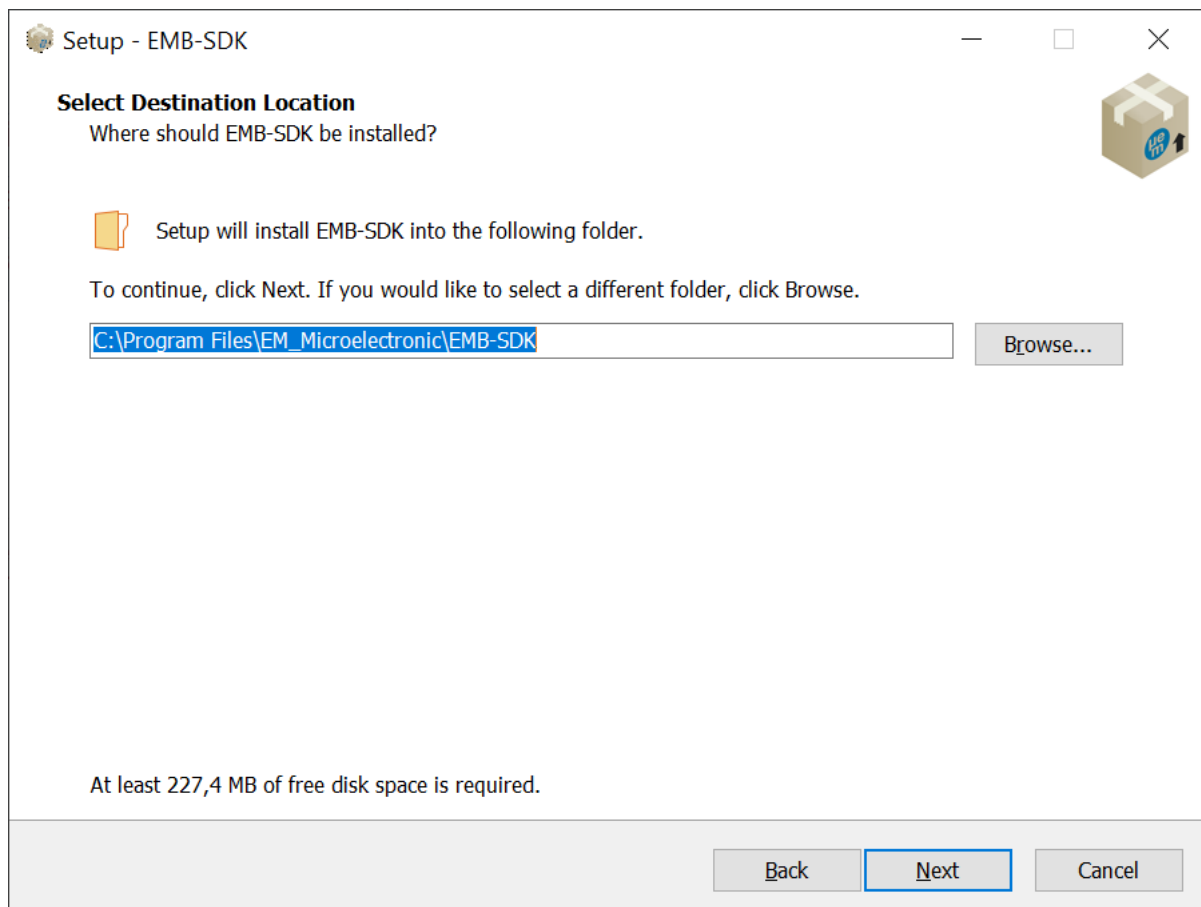 Setup - EMB-SDK
Select Destination Location
Where should EMB-SDK be installed?
μem
Setup will install EMB-SDK into the following folder.
To continue, click Next. If you would like to select a different folder, click Browse.
C:\Program Files\EM_Microelectronic\EMB-SDK
Browse...
At least 227,4 MB of free disk space is required.
Back Next Cancel